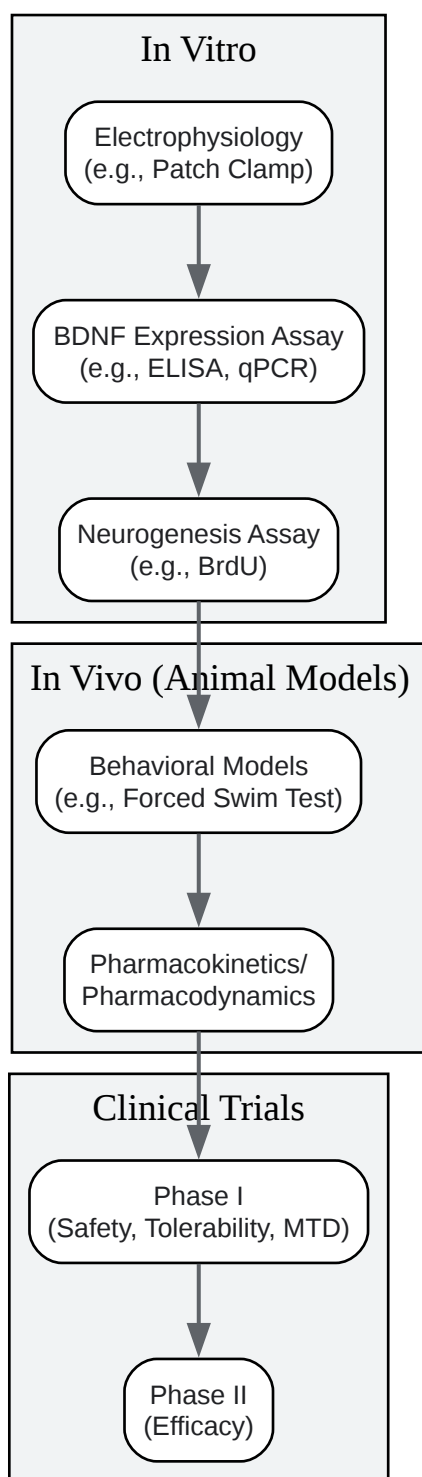 In Vitro
Electrophysiology
(e.g., Patch Clamp)
BDNF Expression Assay
(e.g., ELISA, qPCR)
Neurogenesis Assay
(e.g., BrdU)
In Vivo (Animal Models)
Behavioral Models
(e.g., Forced Swim Test)
Pharmacokinetics/
Pharmacodynamics
Clinical Trials
Phase I
(Safety, Tolerability, MTD)
Phase II
(Efficacy)